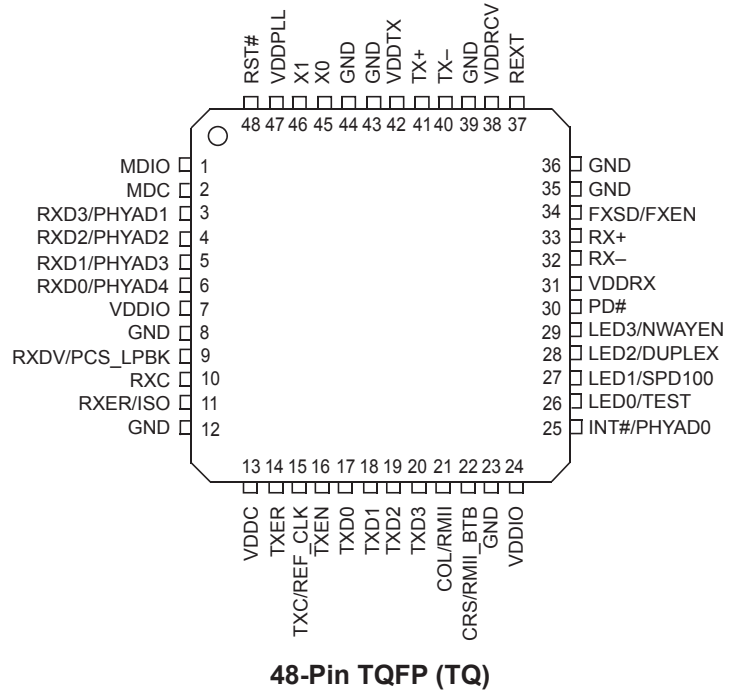 RST#
VDDPLL
X1
X0
GND
GND
VDDTX
TX+
TX–
GND
VDDRCV
REXT
48 47 46 45 44 43 42 41 40 39 38 37
MDIO 1
MDC 2
RXD3/PHYAD1 3
RXD2/PHYAD2 4
RXD1/PHYAD3 5
RXD0/PHYAD4 6
VDDIO 7
GND 8
RXDV/PCS_LPBK 9
RXC 10
RXER/ISO 11
GND 12
36 GND
35 GND
34 FXSD/FXEN
33 RX+
32 RX–
31 VDDRX
30 PD#
29 LED3/NWAYEN
28 LED2/DUPLEX
27 LED1/SPD100
26 LED0/TEST
25 INT#/PHYAD0
13 14 15 16 17 18 19 20 21 22 23 24
VDDC
TXER
TXC/REF_CLK
TXEN
TXD0
TXD1
TXD2
TXD3
COL/RMII
CRS/RMII_BTB
GND
VDDIO
48-Pin TQFP (TQ)